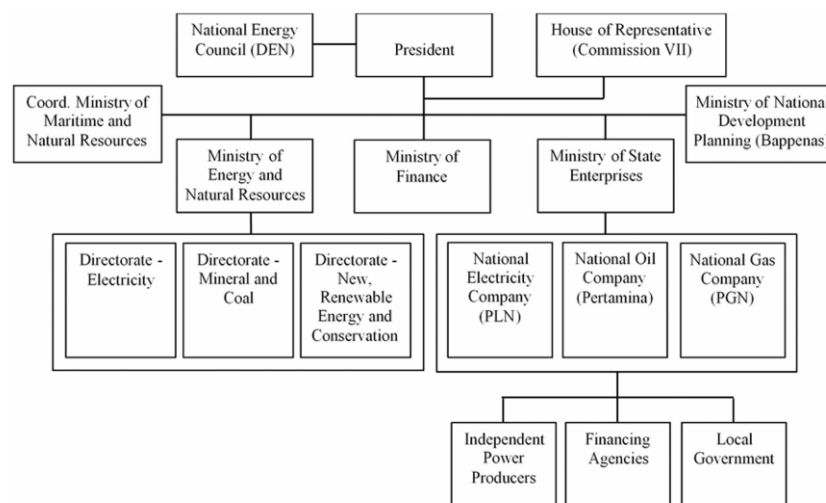 National Energy
Council (DEN)
President
House of Representative
(Commission VII)
Coord. Ministry of
Maritime and
Natural Resources
Ministry of National
Development
Planning (Bappenas)
Ministry of
Energy and
Natural Resources
Ministry of
Finance
Ministry of State
Enterprises
Directorate -
Electricity
Directorate -
Mineral and
Coal
Directorate -
New,
Renewable
Energy and
Conservation
National
Electricity
Company
(PLN)
National Oil
Company
(Pertamina)
National Gas
Company
(PGN)
Independent
Power
Producers
Financing
Agencies
Local
Government